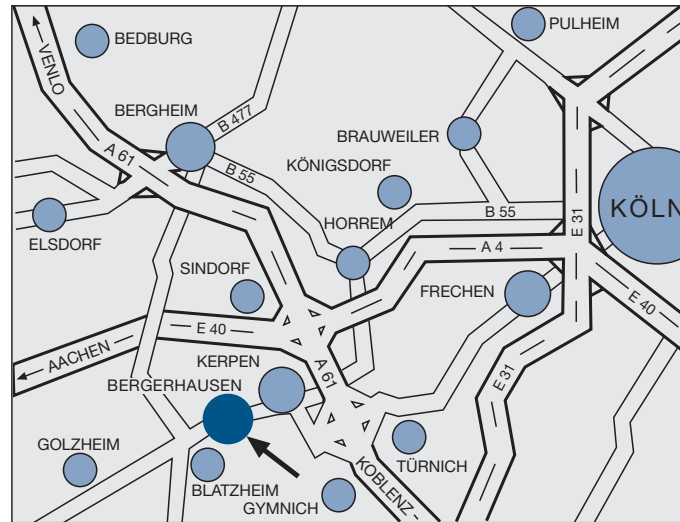 PULHEIM
BEDBURG
VENLO
BERGHEIM
B 477
BRAUWEILER
A 61
KÖNIGSDORF
B 55
KÖLN
B 55
HORREM
E 31
ELSDORF
A 4
SINDORF
FRECHEN
E 40
E 40
AACHEN
KERPEN
A 61
E 31
BERGERHAUSEN
GOLZHEIM
TÜRNICH
BLATZHEIM
KOBLENZ
GYMNICH